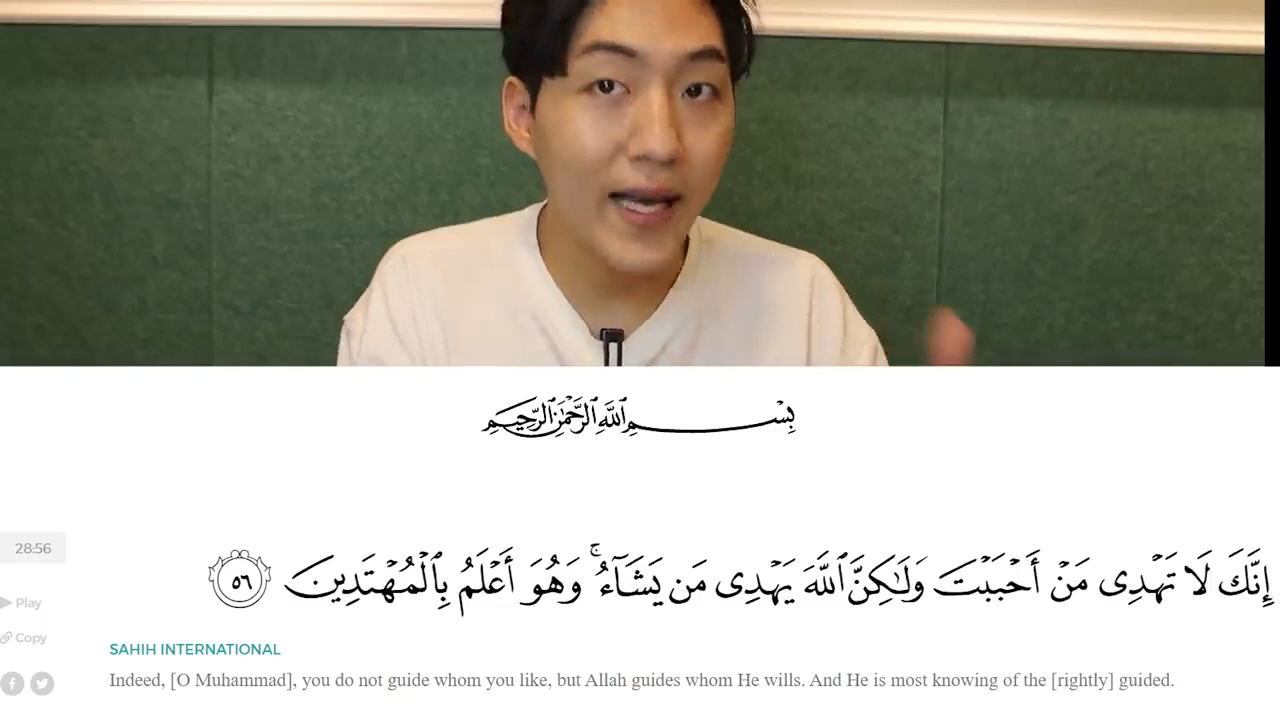 بِسْمِ ٱللَّهِ ٱلرَّحْمَٰنِ ٱلرَّحِيمِ
28:56
إِنَّكَ لَا تَهْدِى مَنْ أَحْبَبْتَ وَلَٰكِنَّ ٱللَّهَ يَهْدِى مَن يَشَآءُ ۚ وَهُوَ أَعْلَمُ بِٱلْمُهْتَدِينَ ٥٦
Play
Copy
SAHIH INTERNATIONAL
Indeed, [O Muhammad], you do not guide whom you like, but Allah guides whom He wills. And He is most knowing of the [rightly] guided.